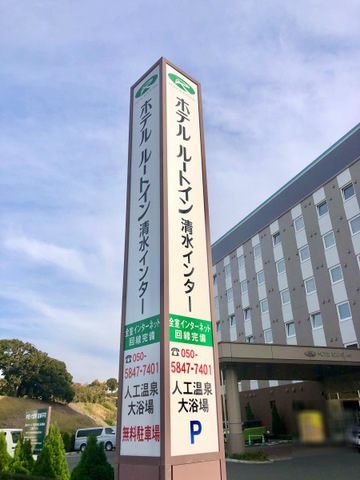 ホテル ルートイン 清水インター
全室インターネット
回線完備
☎050-
5847-7401
人工温泉
大浴場
無料駐車場
ホテル ルートイン 清水インター
全室インターネット
回線完備
☎050-
5847-7401
人工温泉
大浴場
P